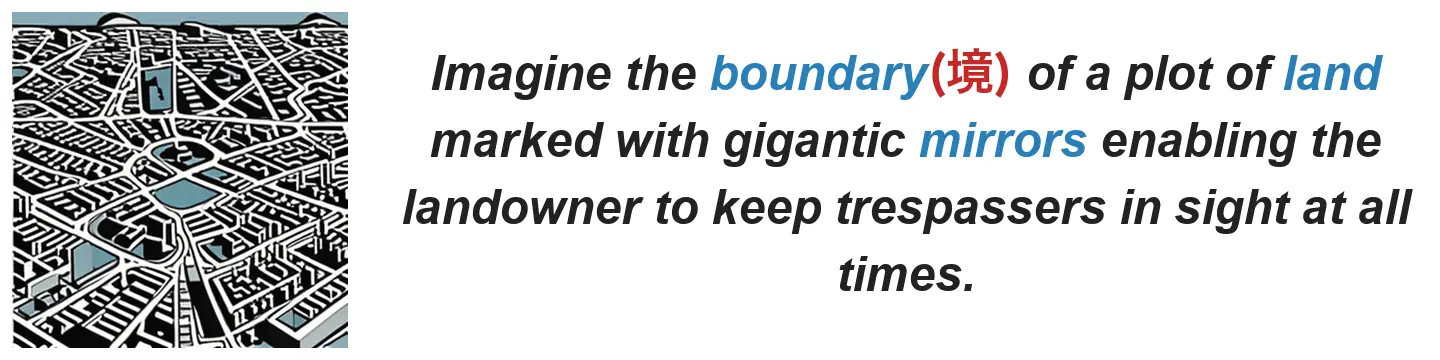 Imagine the boundary(境) of a plot of land
marked with gigantic mirrors enabling the
landowner to keep trespassers in sight at all
times.